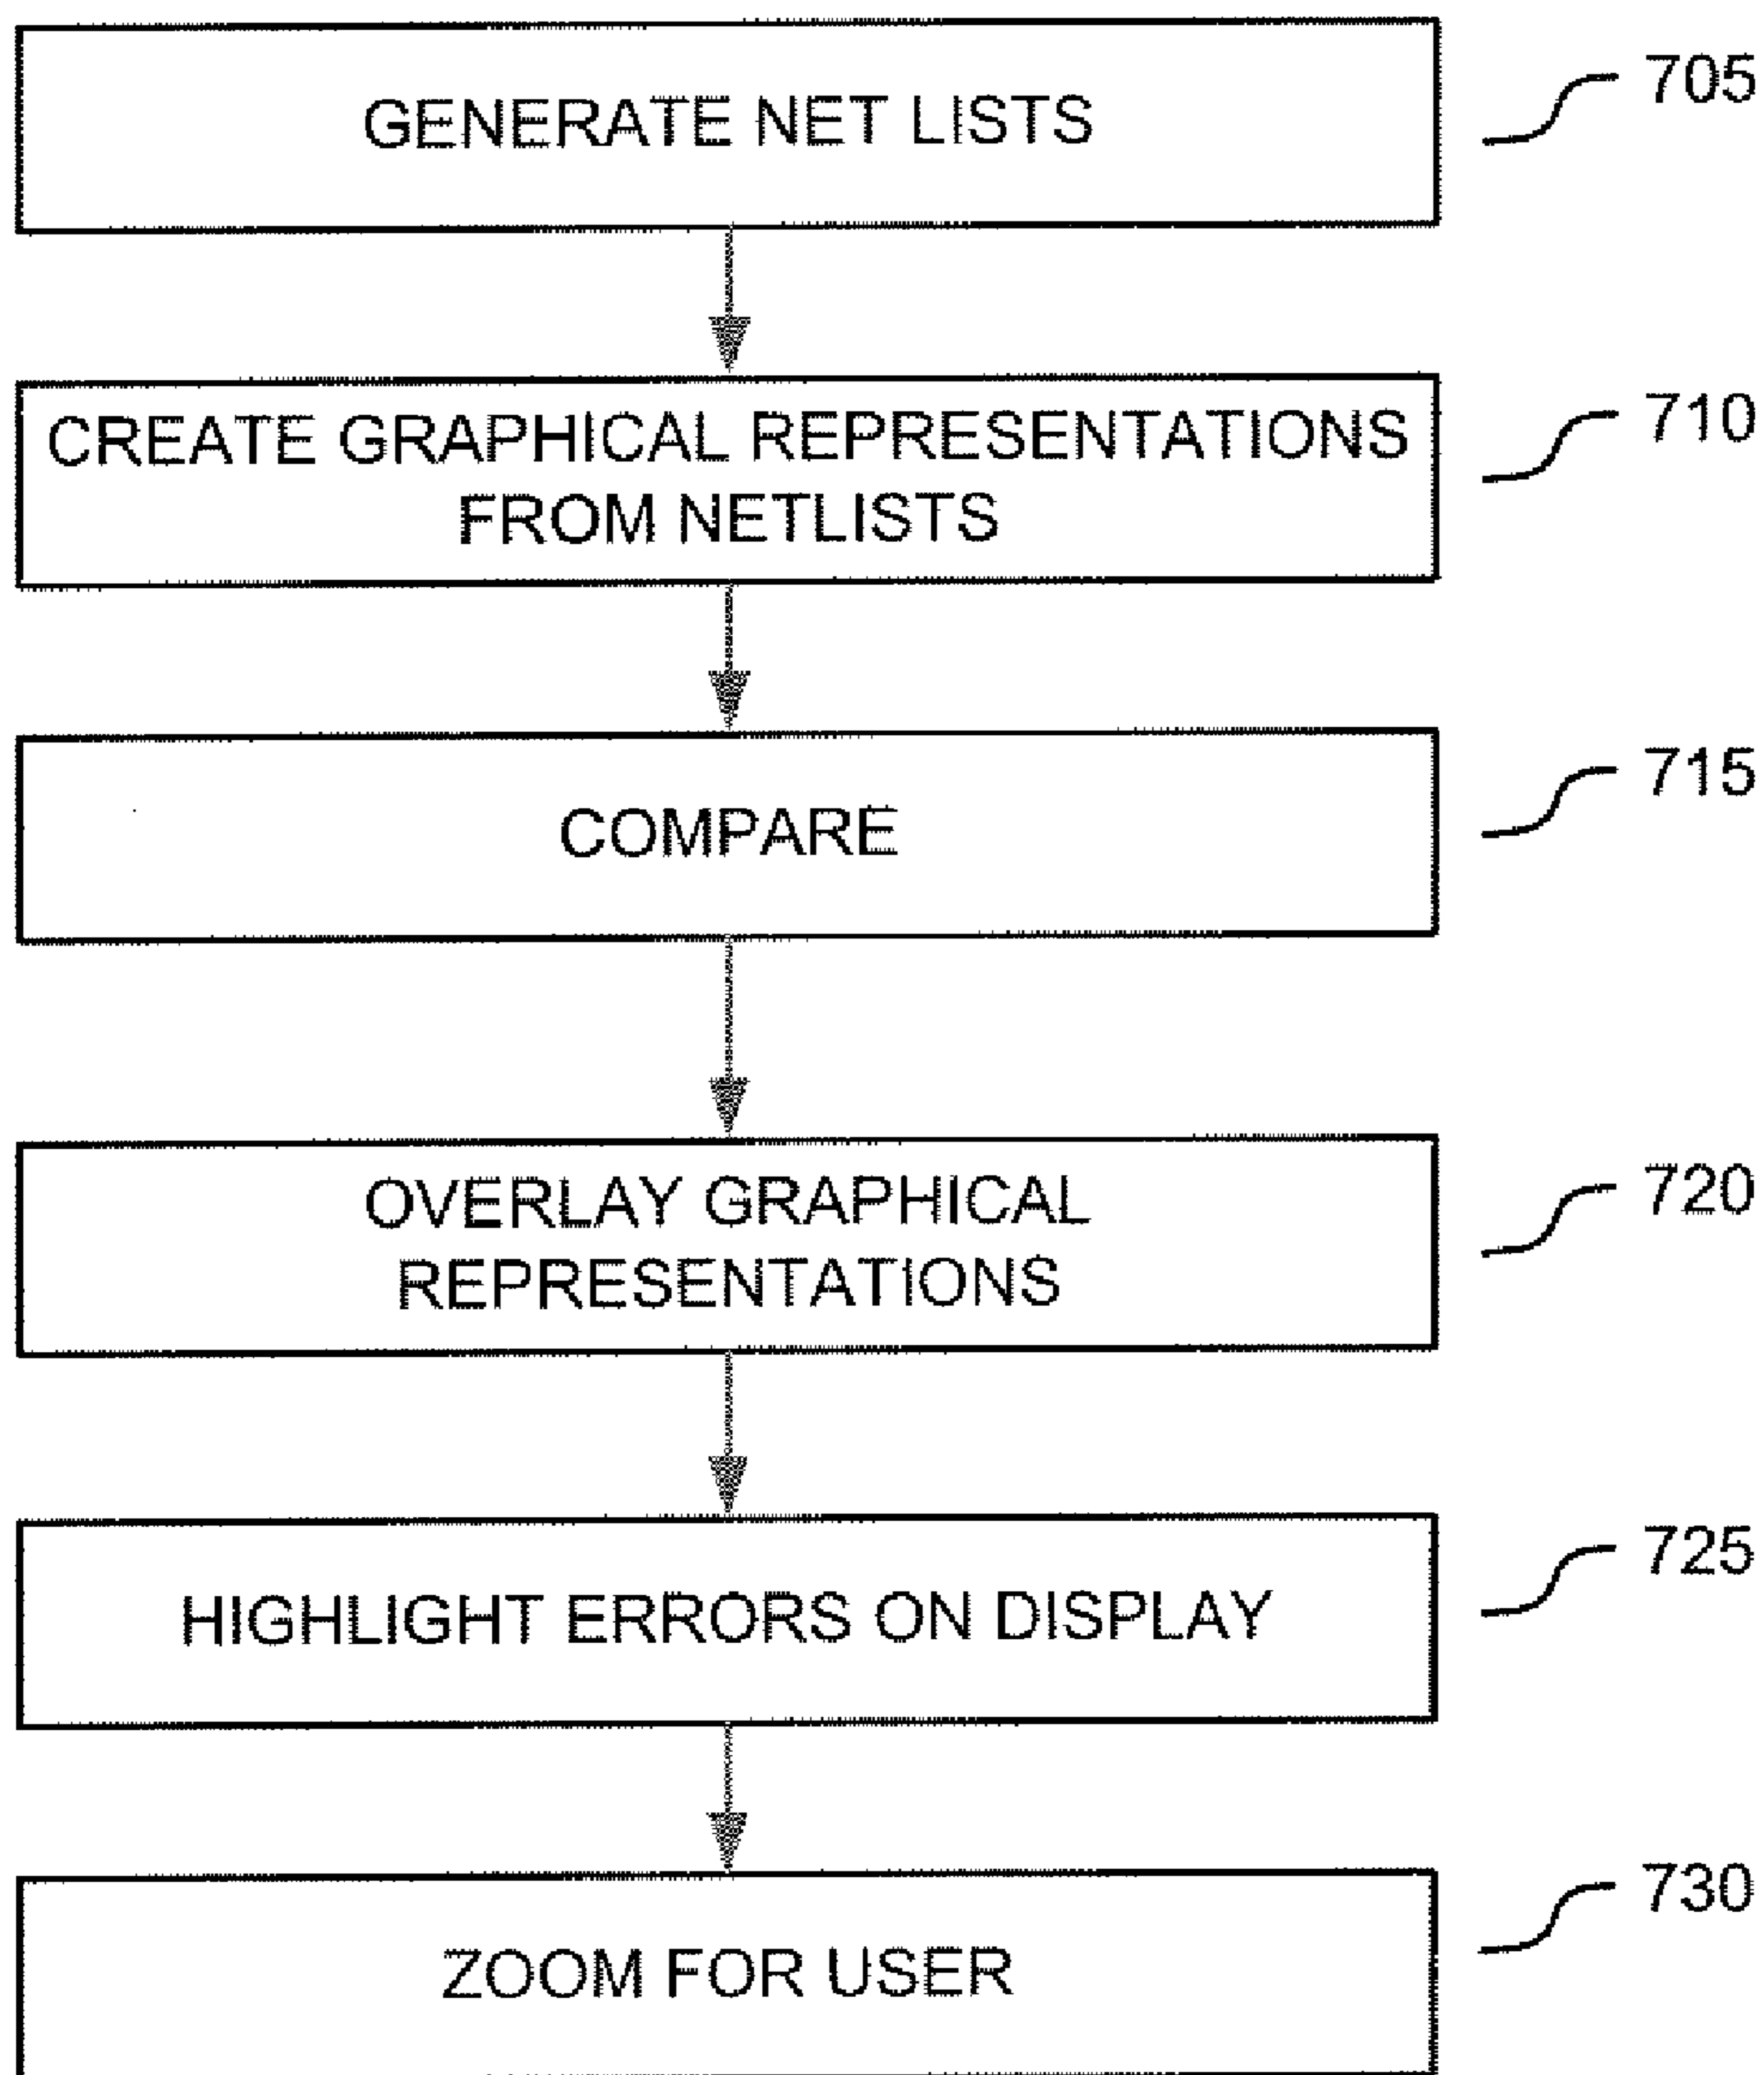 GENERATE NET LISTS
705
CREATE GRAPHICAL REPRESENTATIONS
FROM NETLISTS
710
COMPARE
715
OVERLAY GRAPHICAL
REPRESENTATIONS
720
HIGHLIGHT ERRORS ON DISPLAY
725
ZOOM FOR USER
730